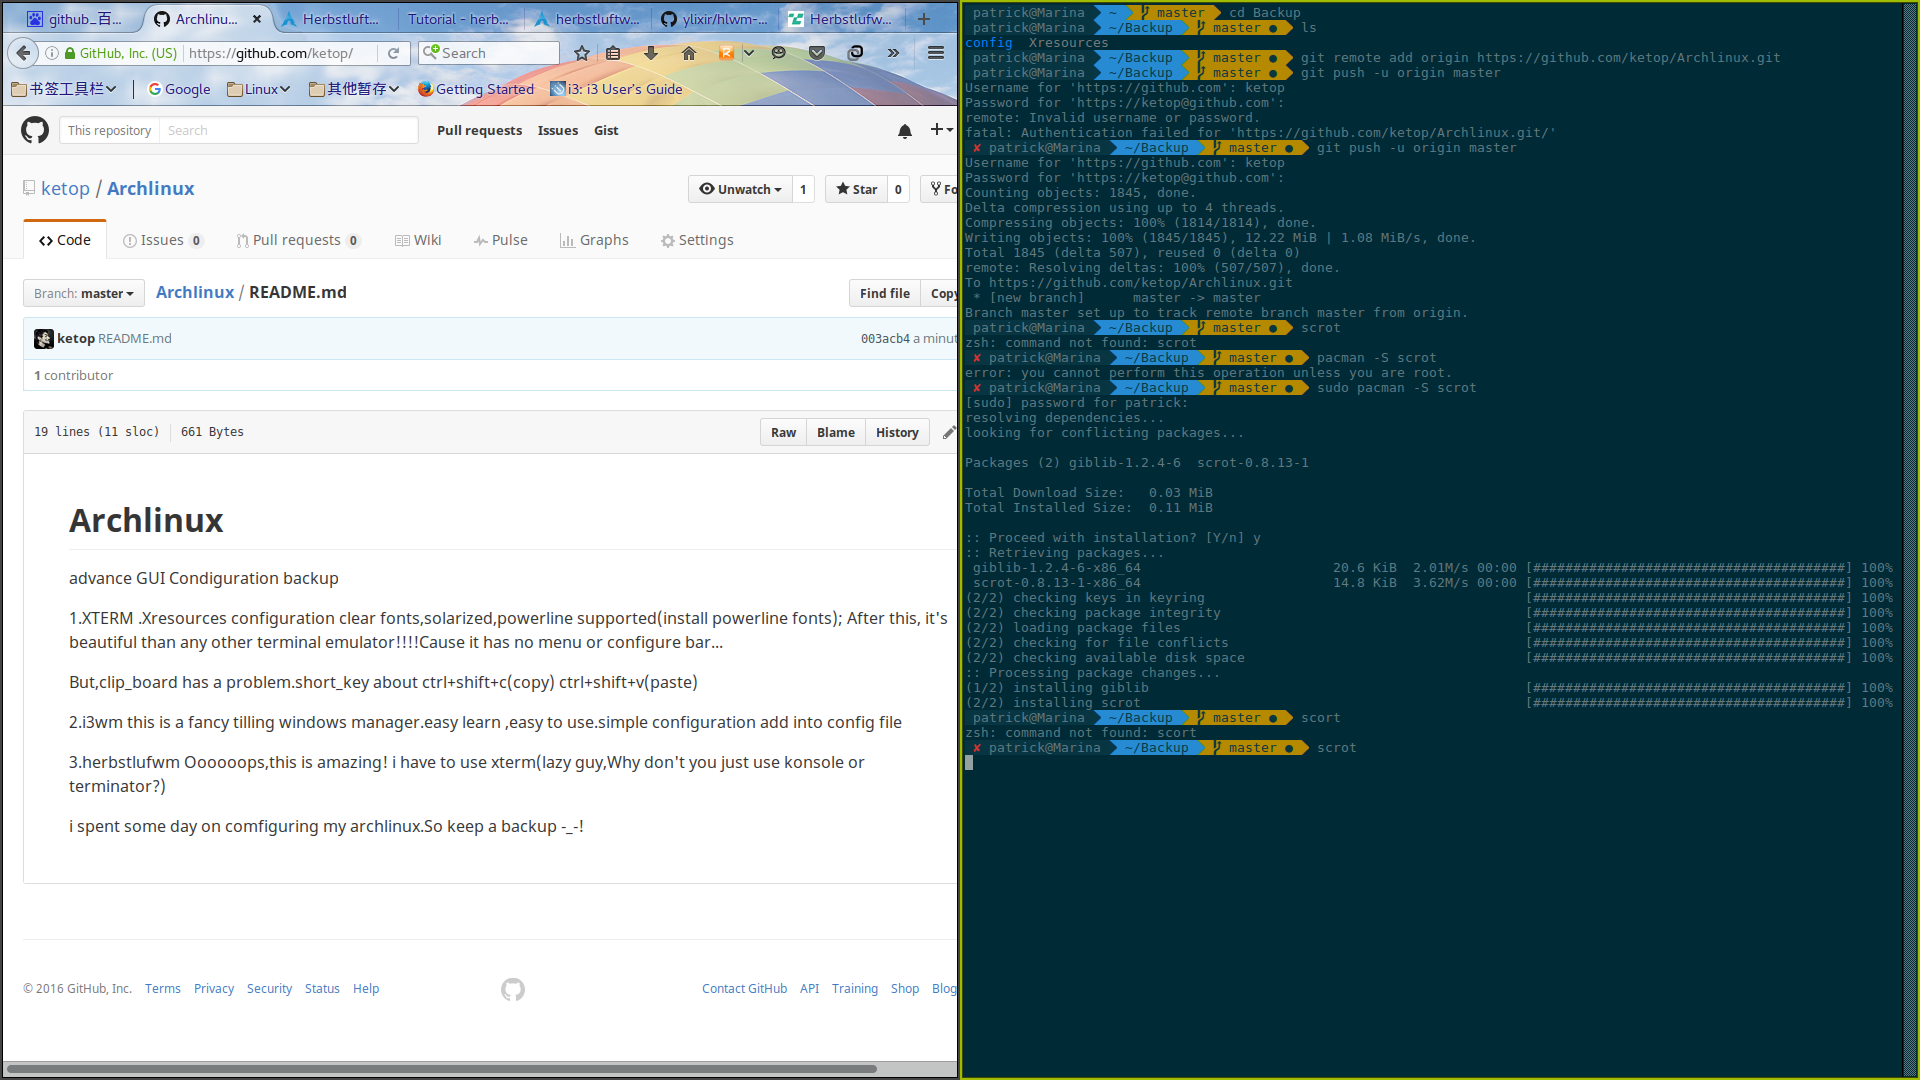 github_百...
Archlinu...
Herbstluft...
Tutorial - herb...
herbstluftw...
ylixir/hlwm-...
Herbstlufw...
GitHub, Inc. (US)
https://github.com/ketop/
Search
书签工具栏
Google
Linux
其他暂存
Getting Started
i3: i3 User's Guide
This repository
Search
Pull requests
Issues
Gist
ketop / Archlinux
Unwatch 1
Star 0
Fo
Code
Issues 0
Pull requests 0
Wiki
Pulse
Graphs
Settings
Branch: master
Archlinux / README.md
Find file
Copy
ketop README.md
003acb4 a minut
1 contributor
19 lines (11 sloc)
661 Bytes
Raw
Blame
History
Archlinux
advance GUI Condiguration backup
1.XTERM .Xresources configuration clear fonts,solarized,powerline supported(install powerline fonts); After this, it's
beautiful than any other terminal emulator!!!!Cause it has no menu or configure bar...
But,clip_board has a problem.short_key about ctrl+shift+c(copy) ctrl+shift+v(paste)
2.i3wm this is a fancy tilling windows manager.easy learn ,easy to use.simple configuration add into config file
3.herbstlufwm Oooooops,this is amazing! i have to use xterm(lazy guy,Why don't you just use konsole or
terminator?)
i spent some day on comfiguring my archlinux.So keep a backup -_-!
© 2016 GitHub, Inc.
Terms
Privacy
Security
Status
Help
Contact GitHub
API
Training
Shop
Blog
patrick@Marina ~ master cd Backup
patrick@Marina ~/Backup master ● ls
config Xresources
patrick@Marina ~/Backup master ● git remote add origin https://github.com/ketop/Archlinux.git
patrick@Marina ~/Backup master ● git push -u origin master
Username for 'https://github.com': ketop
Password for 'https://ketop@github.com':
remote: Invalid username or password.
fatal: Authentication failed for 'https://github.com/ketop/Archlinux.git/'
✘ patrick@Marina ~/Backup master ● git push -u origin master
Username for 'https://github.com': ketop
Password for 'https://ketop@github.com':
Counting objects: 1845, done.
Delta compression using up to 4 threads.
Compressing objects: 100% (1814/1814), done.
Writing objects: 100% (1845/1845), 12.22 MiB | 1.08 MiB/s, done.
Total 1845 (delta 507), reused 0 (delta 0)
remote: Resolving deltas: 100% (507/507), done.
To https://github.com/ketop/Archlinux.git
* [new branch] master -> master
Branch master set up to track remote branch master from origin.
patrick@Marina ~/Backup master ● scrot
zsh: command not found: scrot
✘ patrick@Marina ~/Backup master ● pacman -S scrot
error: you cannot perform this operation unless you are root.
✘ patrick@Marina ~/Backup master ● sudo pacman -S scrot
[sudo] password for patrick:
resolving dependencies...
looking for conflicting packages...
Packages (2) giblib-1.2.4-6 scrot-0.8.13-1
Total Download Size: 0.03 MiB
Total Installed Size: 0.11 MiB
:: Proceed with installation? [Y/n] y
:: Retrieving packages...
giblib-1.2.4-6-x86_64 20.6 KiB 2.01M/s 00:00 [#######################################] 100%
scrot-0.8.13-1-x86_64 14.8 KiB 3.62M/s 00:00 [#######################################] 100%
(2/2) checking keys in keyring [#######################################] 100%
(2/2) checking package integrity [#######################################] 100%
(2/2) loading package files [#######################################] 100%
(2/2) checking for file conflicts [#######################################] 100%
(2/2) checking available disk space [#######################################] 100%
:: Processing package changes...
(1/2) installing giblib [#######################################] 100%
(2/2) installing scrot [#######################################] 100%
patrick@Marina ~/Backup master ● scort
zsh: command not found: scort
✘ patrick@Marina ~/Backup master ● scrot